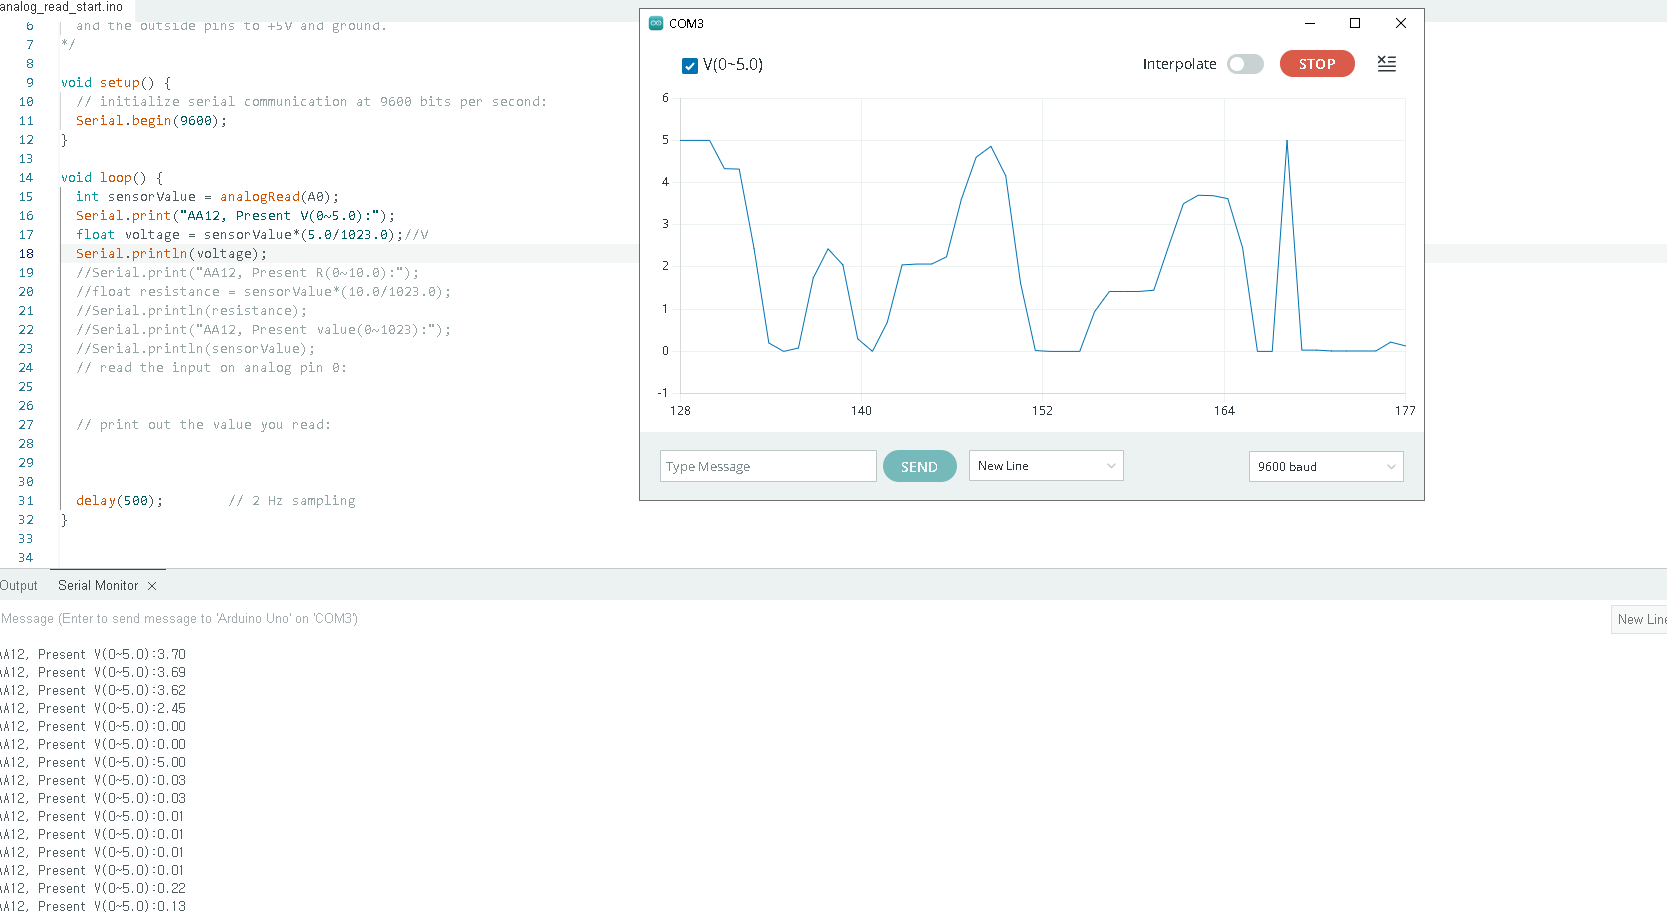 analog_read_start.ino
6 and the outside pins to +5V and ground.
7 */
8
9 void setup() {
10 // initialize serial communication at 9600 bits per second:
11 Serial.begin(9600);
12 }
13
14 void loop() {
15 int sensorValue = analogRead(A0);
16 Serial.print("AA12, Present V(0~5.0):");
17 float voltage = sensorValue*(5.0/1023.0);//V
18 Serial.println(voltage);
19 //Serial.print("AA12, Present R(0~10.0):");
20 //float resistance = sensorValue*(10.0/1023.0);
21 //Serial.println(resistance);
22 //Serial.print("AA12, Present value(0~1023):");
23 //Serial.println(sensorValue);
24 // read the input on analog pin 0:
25
26
27 // print out the value you read:
28
29
30
31 delay(500); // 2 Hz sampling
32 }
33
34
COM3
V(0~5.0)
Interpolate
STOP
6
5
4
3
2
1
0
-1
128 140 152 164 177
Type Message
SEND
New Line
9600 baud
Output Serial Monitor
Message (Enter to send message to 'Arduino Uno' on 'COM3')
New Line
AA12, Present V(0~5.0):3.70
AA12, Present V(0~5.0):3.69
AA12, Present V(0~5.0):3.62
AA12, Present V(0~5.0):2.45
AA12, Present V(0~5.0):0.00
AA12, Present V(0~5.0):0.00
AA12, Present V(0~5.0):5.00
AA12, Present V(0~5.0):0.03
AA12, Present V(0~5.0):0.03
AA12, Present V(0~5.0):0.01
AA12, Present V(0~5.0):0.01
AA12, Present V(0~5.0):0.01
AA12, Present V(0~5.0):0.01
AA12, Present V(0~5.0):0.22
AA12, Present V(0~5.0):0.13